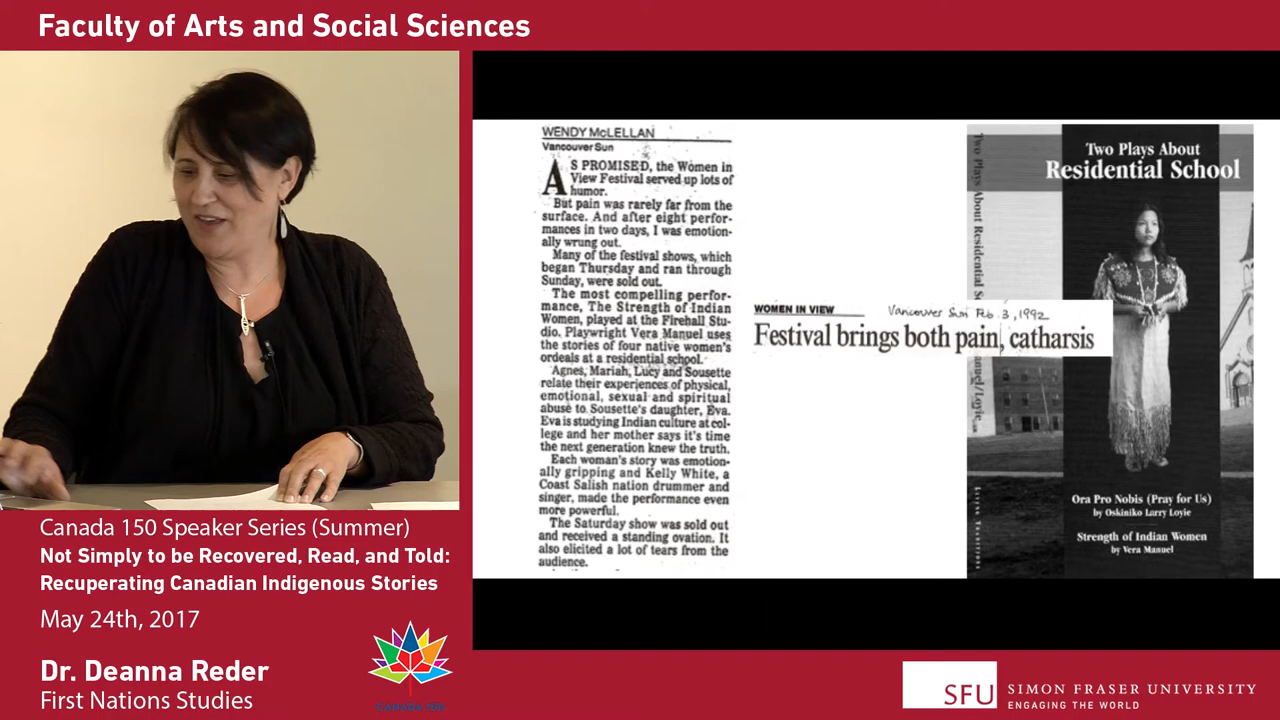 Faculty of Arts and Social Sciences
WENDY McLELLAN
Vancouver Sun
AS PROMISED, the Women in
View Festival served up lots of
humor.
But pain was rarely far from the
surface. And after eight perfor-
mances in two days, I was emotion-
ally wrung out.
Many of the festival shows, which
began Thursday and ran through
Sunday, were sold out.
The most compelling perfor-
mance, The Strength of Indian
Women, played at the Firehall Stu-
dio. Playwright Vera Manuel uses
the stories of four native women's
ordeals at a residential school.
Agnes, Mariah, Lucy and Sousette
relate their experiences of physical,
emotional, sexual and spiritual
abuse to Sousette's daughter, Eva.
Eva is studying Indian culture at col-
lege and her mother says it's time
the next generation knew the truth.
Each woman's story was emotion-
ally gripping and Kelly White, a
Coast Salish nation drummer and
singer, made the performance even
more powerful.
The Saturday show was sold out
and received a standing ovation. It
also elicited a lot of tears from the
audience.
WOMEN IN VIEW
Vancouver Sun Feb. 3, 1992
Festival brings both pain, catharsis
Two Plays About Residential S
Manuel/Loyie
Living Traditions
Two Plays About
Residential School
Ora Pro Nobis (Pray for Us)
by Oskiniko Larry Loyie
Strength of Indian Women
by Vera Manuel
Canada 150 Speaker Series (Summer)
Not Simply to be Recovered, Read, and Told:
Recuperating Canadian Indigenous Stories
May 24th, 2017
Dr. Deanna Reder
First Nations Studies
CANADA 150
SFU
SIMON FRASER UNIVERSITY
ENGAGING THE WORLD